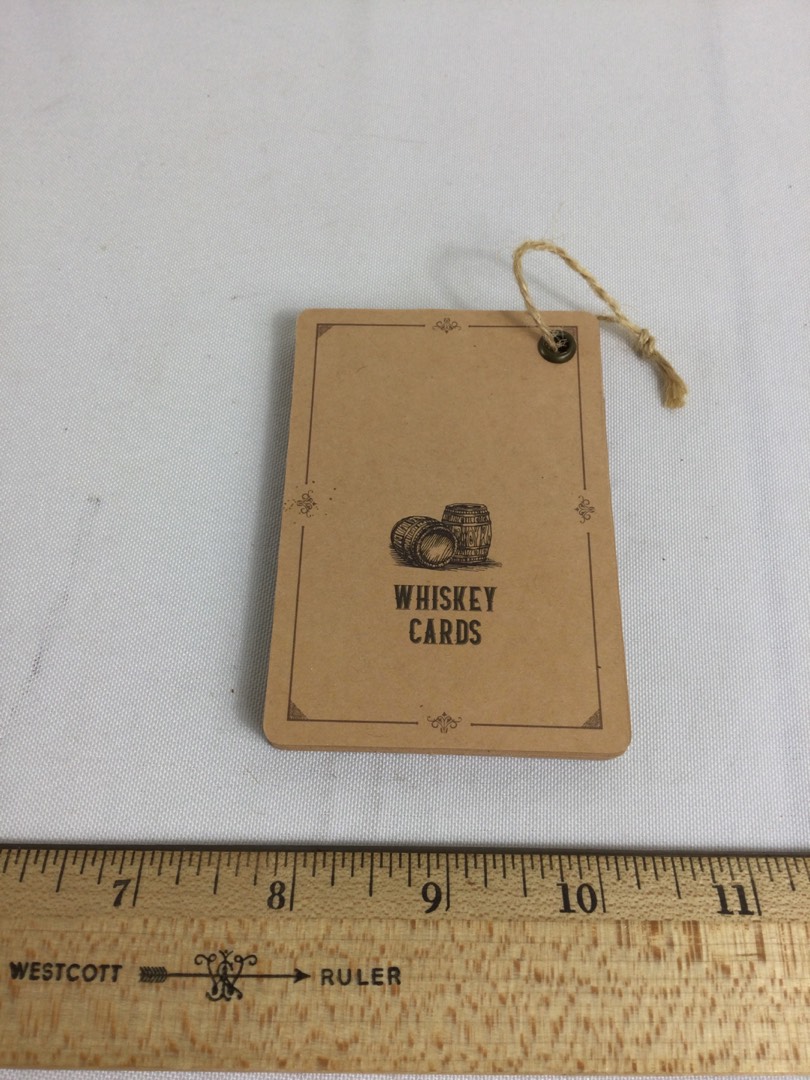 WHISKEY
CARDS
7 8 9 10 11
WESTCOTT RULER